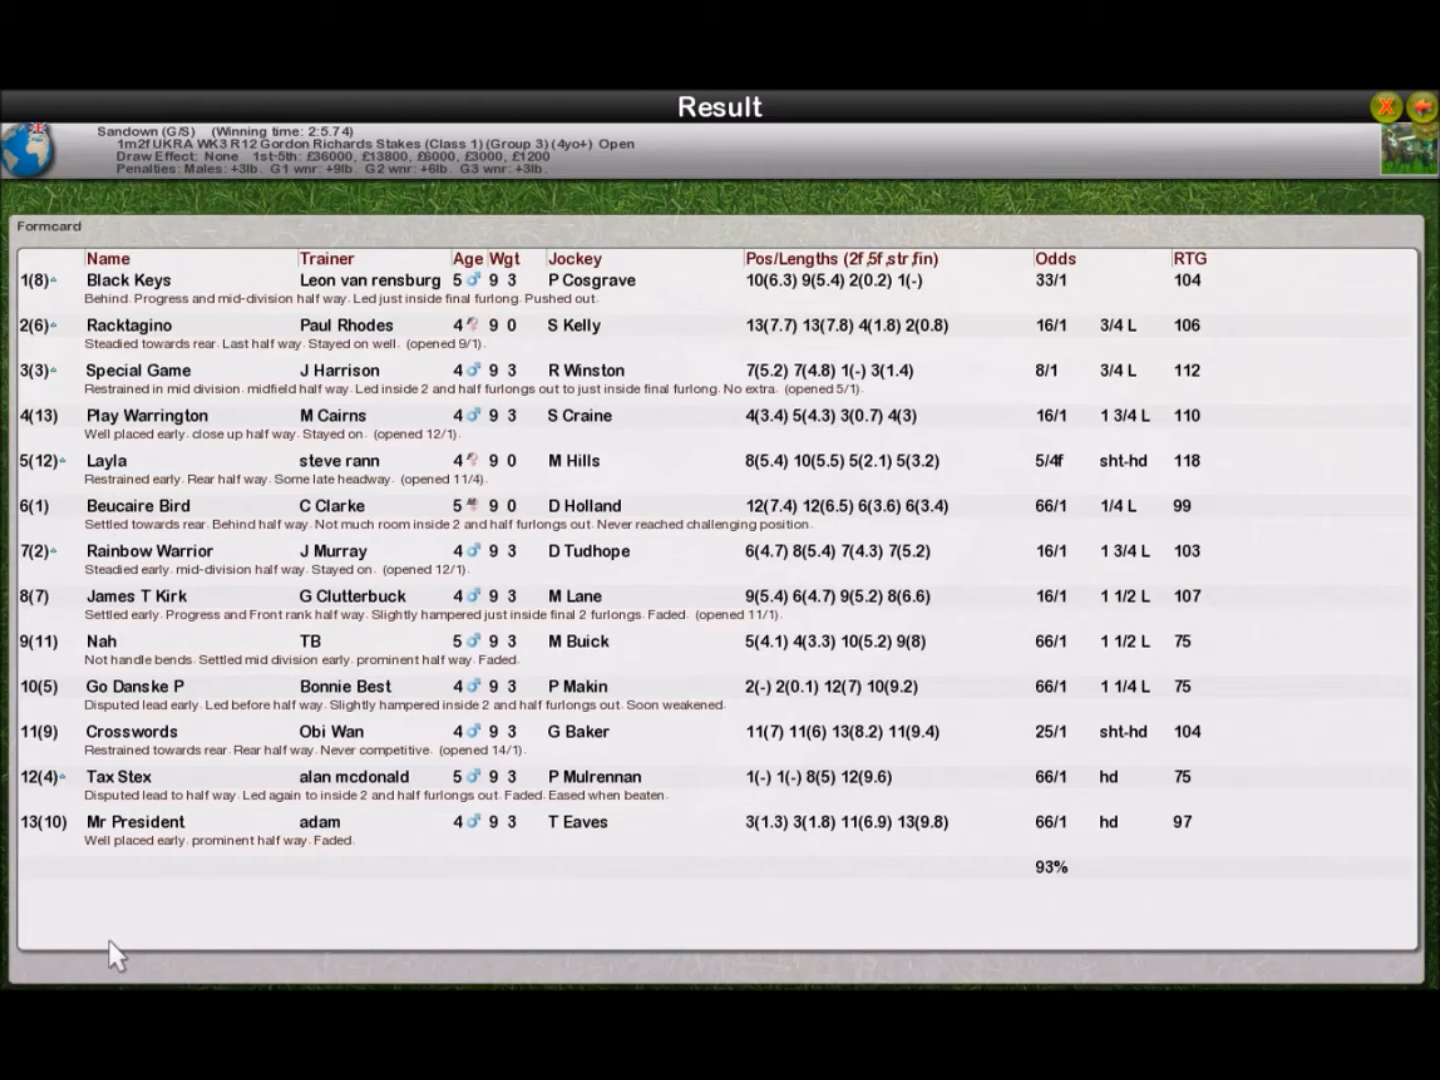 Result
Sandown (G/S) (Winning time: 2:5.74)
1m2f UKRA WK3 R12 Gordon Richards Stakes (Class 1) (Group 3) (4yo+) Open
Draw Effect: None 1st-5th: £36000, £13800, £6000, £3000, £1200
Penalties: Males: +3lb. G1 wnr: +9lb. G2 wnr: +6lb. G3 wnr: +3lb.
Formcard
Name Trainer Age Wgt Jockey Pos/Lengths (2f,5f,str,fin) Odds RTG
1(8) Black Keys Leon van rensburg 5 9 3 P Cosgrave 10(6.3) 9(5.4) 2(0.2) 1(-) 33/1 104
Behind. Progress and mid-division half way. Led just inside final furlong. Pushed out.
2(6) Racktagino Paul Rhodes 4 9 0 S Kelly 13(7.7) 13(7.8) 4(1.8) 2(0.8) 16/1 3/4 L 106
Steadied towards rear. Last half way. Stayed on well. (opened 9/1).
3(3) Special Game J Harrison 4 9 3 R Winston 7(5.2) 7(4.8) 1(-) 3(1.4) 8/1 3/4 L 112
Restrained in mid division. midfield half way. Led inside 2 and half furlongs out to just inside final furlong. No extra. (opened 5/1).
4(13) Play Warrington M Cairns 4 9 3 S Craine 4(3.4) 5(4.3) 3(0.7) 4(3) 16/1 1 3/4 L 110
Well placed early. close up half way. Stayed on. (opened 12/1).
5(12) Layla steve rann 4 9 0 M Hills 8(5.4) 10(5.5) 5(2.1) 5(3.2) 5/4f sht-hd 118
Restrained early. Rear half way. Some late headway. (opened 11/4).
6(1) Beucaire Bird C Clarke 5 9 0 D Holland 12(7.4) 12(6.5) 6(3.6) 6(3.4) 66/1 1/4 L 99
Settled towards rear. Behind half way. Not much room inside 2 and half furlongs out. Never reached challenging position.
7(2) Rainbow Warrior J Murray 4 9 3 D Tudhope 6(4.7) 8(5.4) 7(4.3) 7(5.2) 16/1 1 3/4 L 103
Steadied early. mid-division half way. Stayed on. (opened 12/1).
8(7) James T Kirk G Clutterbuck 4 9 3 M Lane 9(5.4) 6(4.7) 9(5.2) 8(6.6) 16/1 1 1/2 L 107
Settled early. Progress and Front rank half way. Slightly hampered just inside final 2 furlongs. Faded. (opened 11/1).
9(11) Nah TB 5 9 3 M Buick 5(4.1) 4(3.3) 10(5.2) 9(8) 66/1 1 1/2 L 75
Not handle bends. Settled mid division early. prominent half way. Faded.
10(5) Go Danske P Bonnie Best 4 9 3 P Makin 2(-) 2(0.1) 12(7) 10(9.2) 66/1 1 1/4 L 75
Disputed lead early. Led before half way. Slightly hampered inside 2 and half furlongs out. Soon weakened.
11(9) Crosswords Obi Wan 4 9 3 G Baker 11(7) 11(6) 13(8.2) 11(9.4) 25/1 sht-hd 104
Restrained towards rear. Rear half way. Never competitive. (opened 14/1).
12(4) Tax Stex alan mcdonald 5 9 3 P Mulrennan 1(-) 1(-) 8(5) 12(9.6) 66/1 hd 75
Disputed lead to half way. Led again to inside 2 and half furlongs out. Faded. Eased when beaten.
13(10) Mr President adam 4 9 3 T Eaves 3(1.3) 3(1.8) 11(6.9) 13(9.8) 66/1 hd 97
Well placed early. prominent half way. Faded.
93%